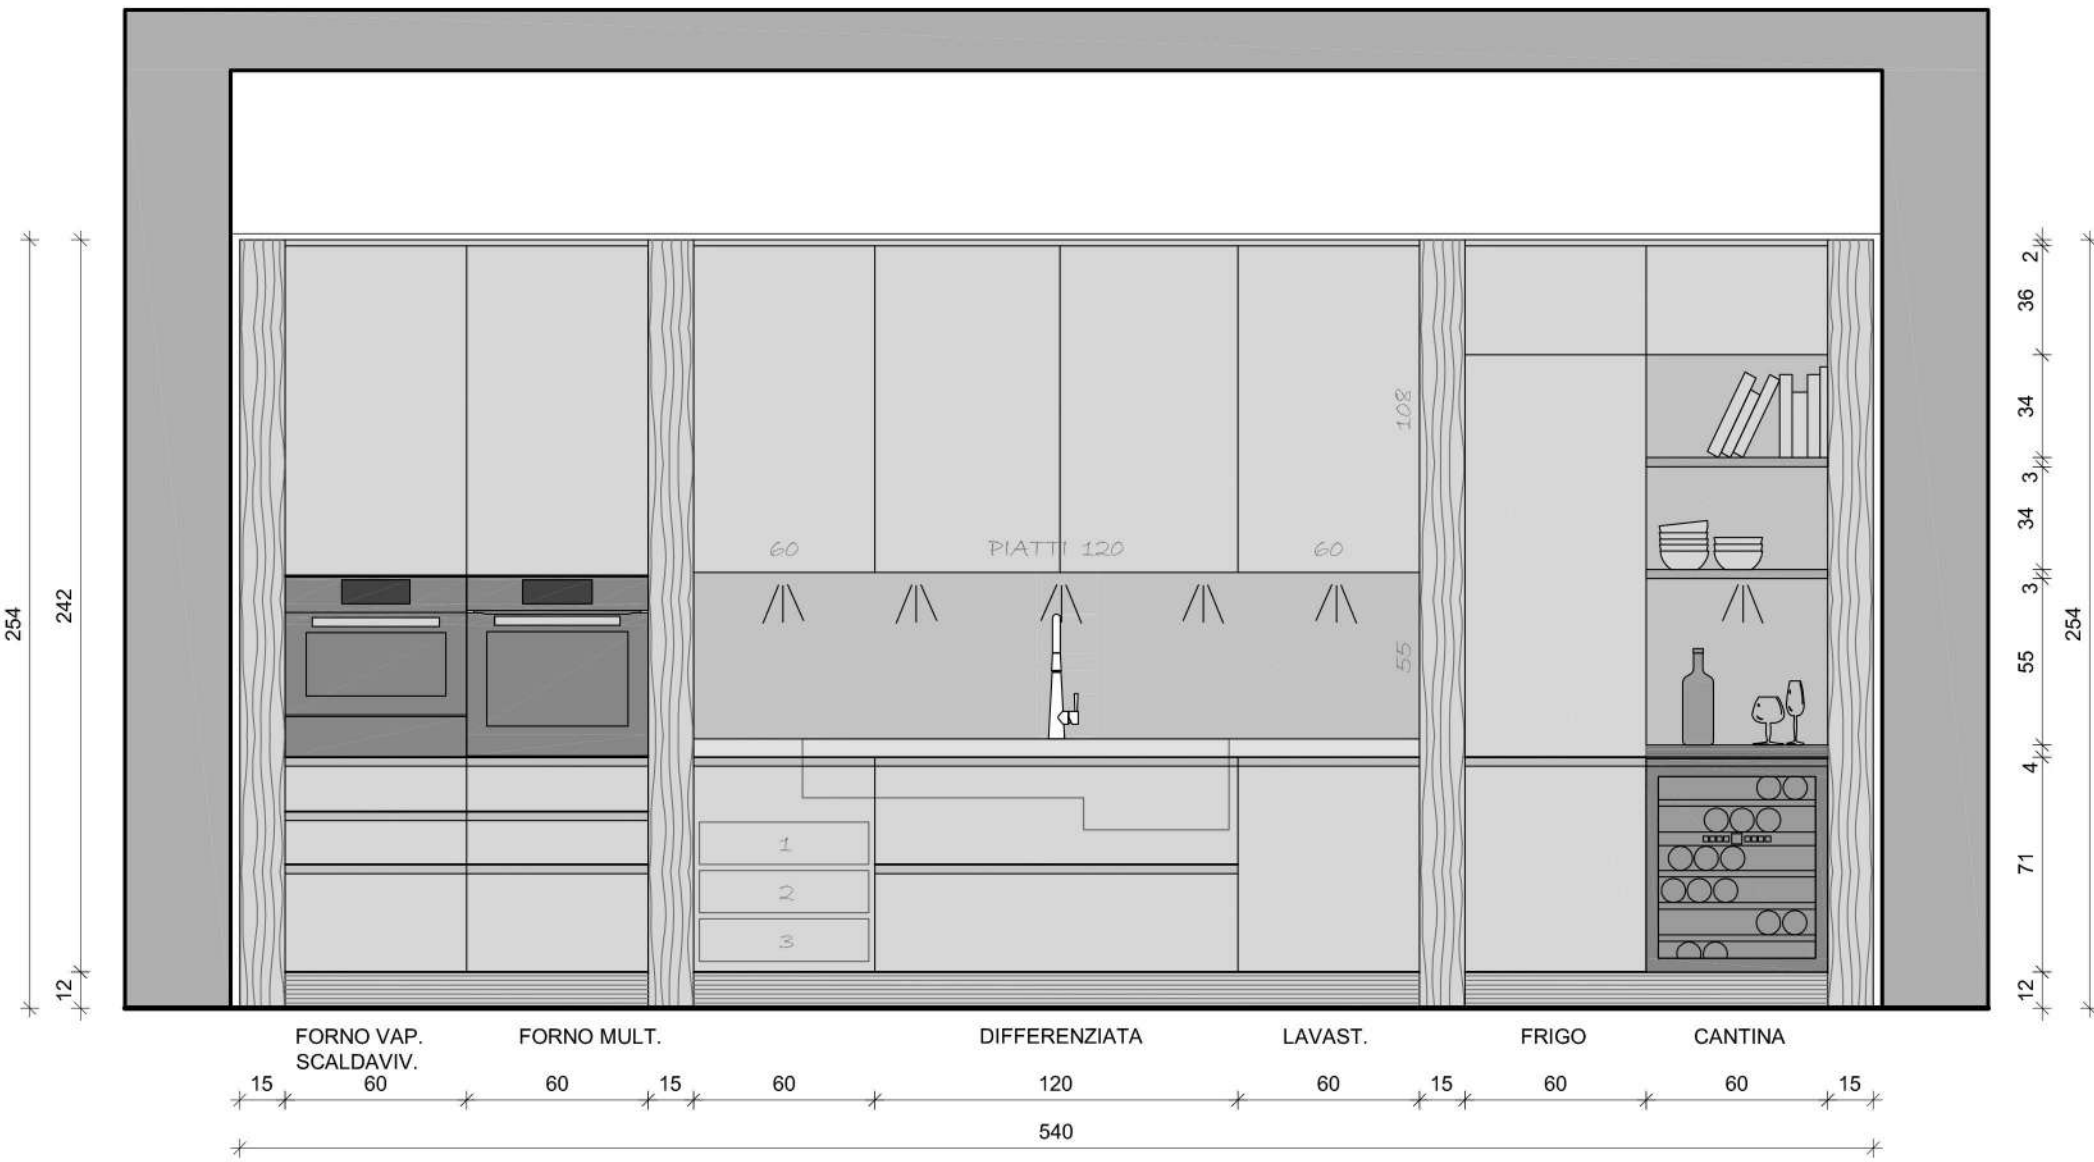 2
36
34
3
34
3
55
4
71
12
254
254
242
12
108
60
PIATTI 120
60
55
1
2
3
FORNO VAP.
SCALDAVIV.
FORNO MULT.
DIFFERENZIATA
LAVAST.
FRIGO
CANTINA
15 60 60 15 60 120 60 15 60 60 15
540